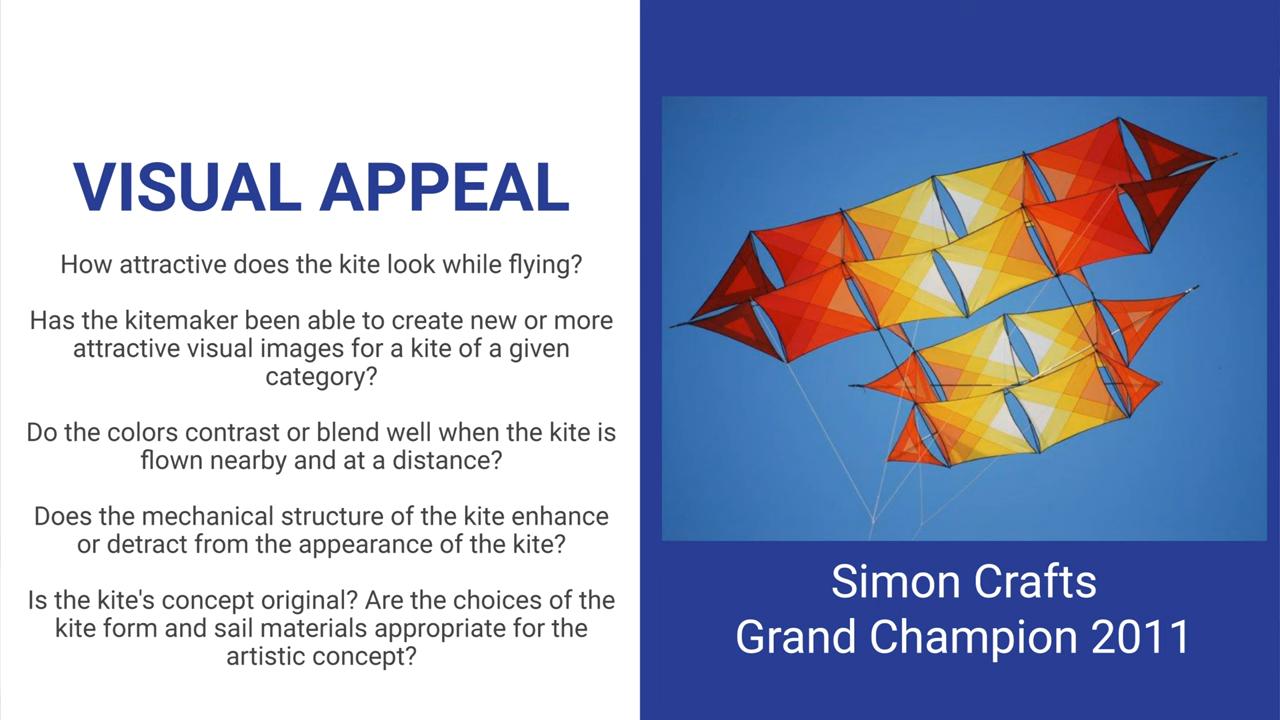 VISUAL APPEAL
How attractive does the kite look while flying?
Has the kitemaker been able to create new or more
attractive visual images for a kite of a given
category?
Do the colors contrast or blend well when the kite is
flown nearby and at a distance?
Does the mechanical structure of the kite enhance
or detract from the appearance of the kite?
Is the kite's concept original? Are the choices of the
kite form and sail materials appropriate for the
artistic concept?
Simon Crafts
Grand Champion 2011